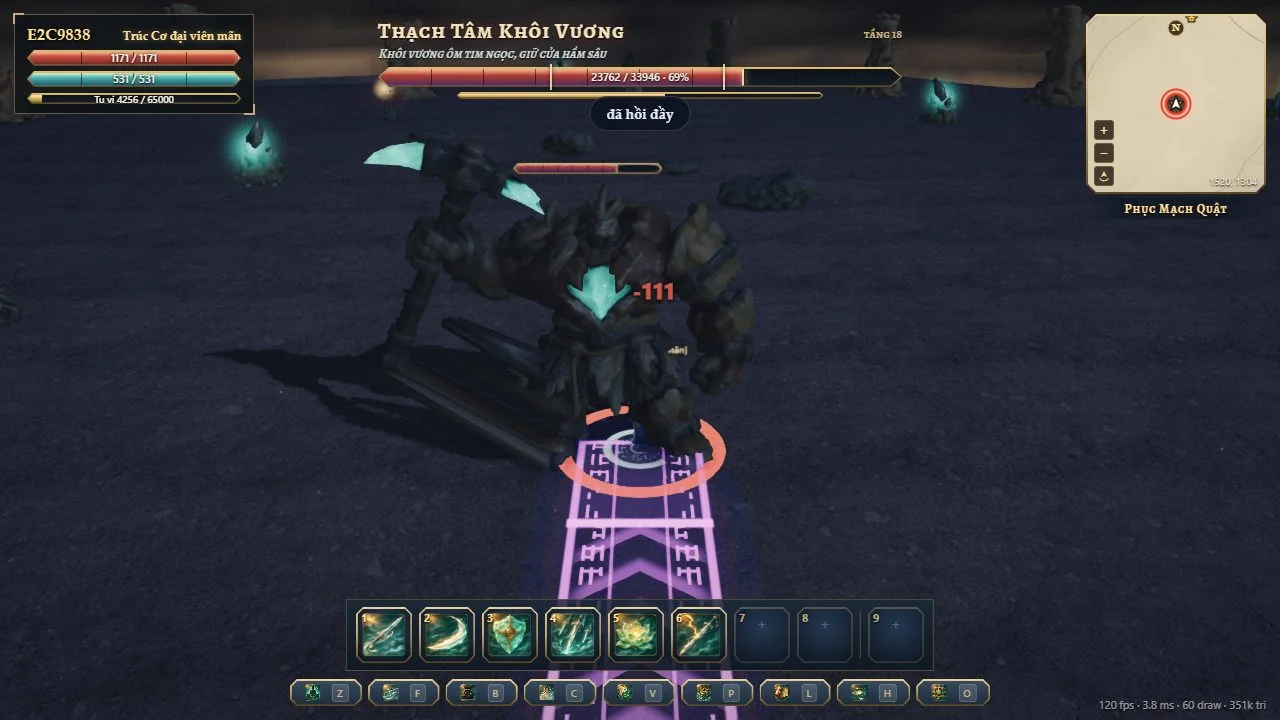 E2C9838
Trúc Cơ đại viên mãn
1171 / 1171
531 / 531
Tu vi 4256 / 65000
Thạch Tâm Khôi Vương
TẦNG 18
Khôi vương ôm tim ngọc, giữ cửa hầm sâu
23762 / 33946 · 69%
đã hồi đầy
N
+
−
1520, 1304
Phục Mạch Quật
-111
1 2 3 4 5 6 7 + 8 + 9 +
Z F B C V P L H O
120 fps · 3.8 ms · 60 draw · 351k tri